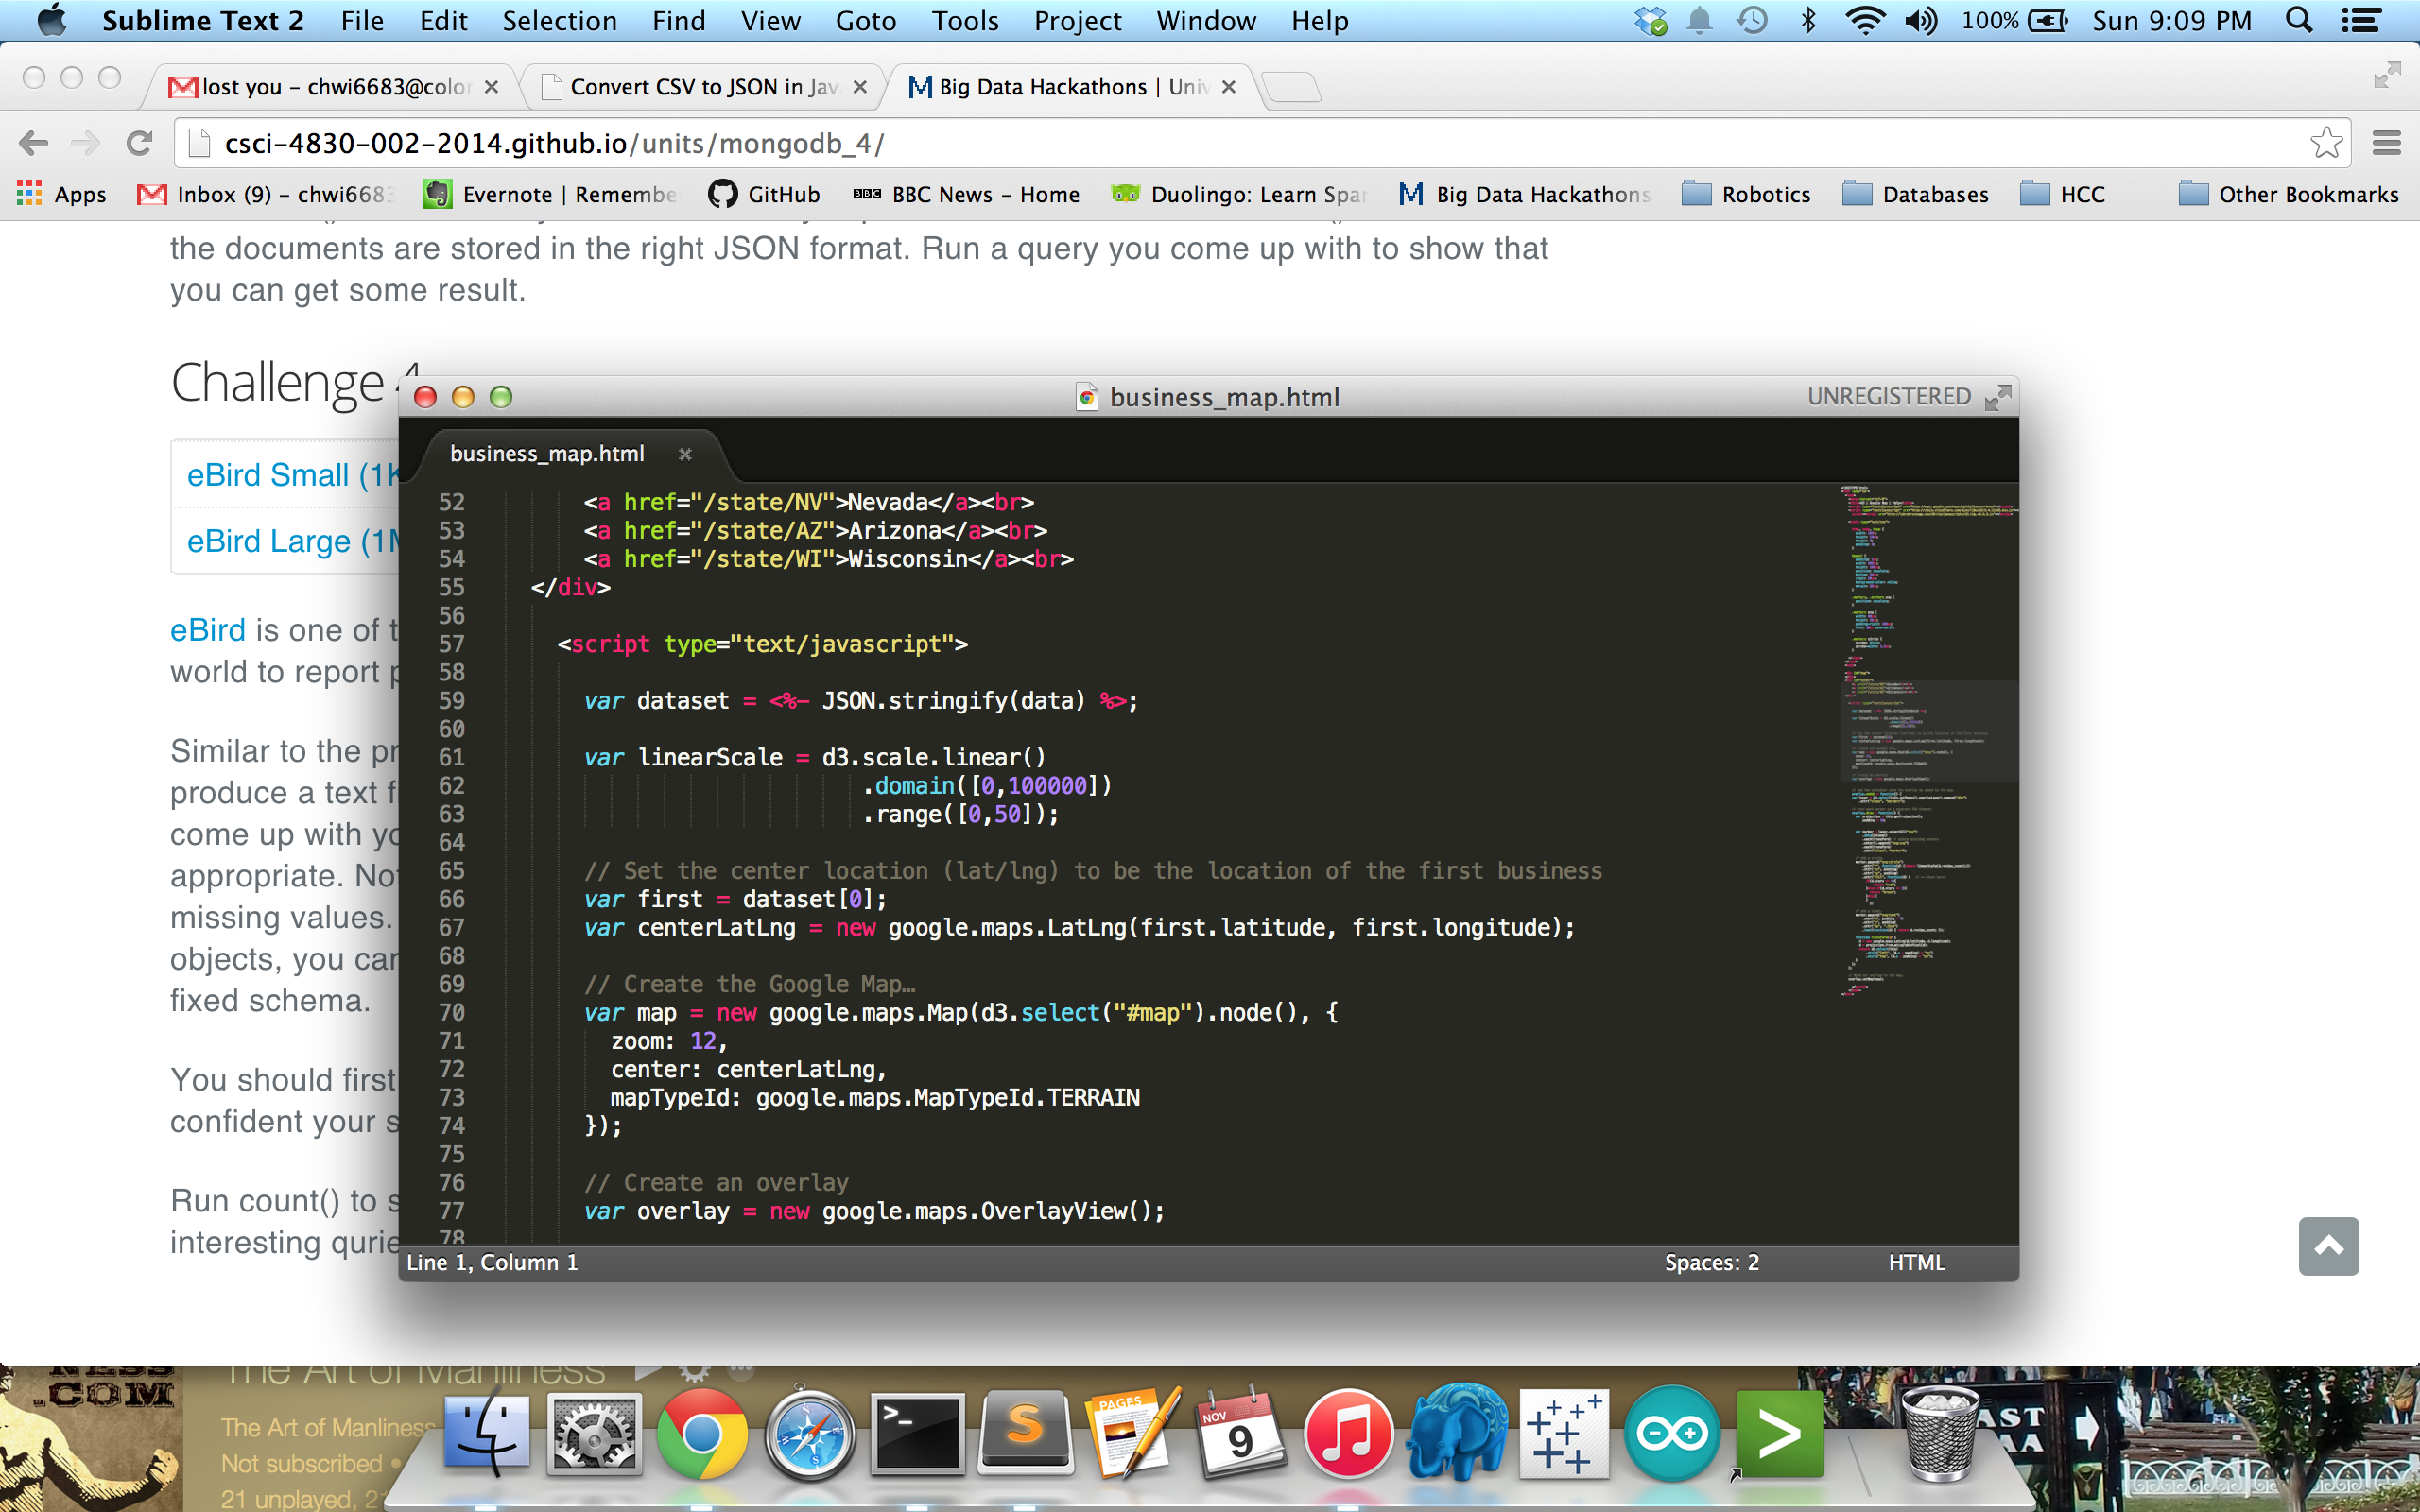 Sublime Text 2 File Edit Selection Find View Goto Tools Project Window Help 100% Sun 9:09 PM
lost you – chwi6683@color Convert CSV to JSON in Jav Big Data Hackathons | Univ
csci-4830-002-2014.github.io/units/mongodb_4/
Apps Inbox (9) – chwi6683 Evernote | Remembe GitHub BBC BBC News – Home Duolingo: Learn Spa Big Data Hackathons Robotics Databases HCC Other Bookmarks
the documents are stored in the right JSON format. Run a query you come up with to show that
you can get some result.
Challenge 4
eBird Small (1K
eBird Large (1M
eBird is one of t
world to report p
Similar to the pr
produce a text f
come up with yo
appropriate. Not
missing values.
objects, you can
fixed schema.
You should first
confident your s
Run count() to s
interesting qurie
business_map.html UNREGISTERED
business_map.html
52 <a href="/state/NV">Nevada</a><br>
53 <a href="/state/AZ">Arizona</a><br>
54 <a href="/state/WI">Wisconsin</a><br>
55 </div>
56
57 <script type="text/javascript">
58
59 var dataset = <%- JSON.stringify(data) %>;
60
61 var linearScale = d3.scale.linear()
62 .domain([0,100000])
63 .range([0,50]);
64
65 // Set the center location (lat/lng) to be the location of the first business
66 var first = dataset[0];
67 var centerLatLng = new google.maps.LatLng(first.latitude, first.longitude);
68
69 // Create the Google Map…
70 var map = new google.maps.Map(d3.select("#map").node(), {
71 zoom: 12,
72 center: centerLatLng,
73 mapTypeId: google.maps.MapTypeId.TERRAIN
74 });
75
76 // Create an overlay
77 var overlay = new google.maps.OverlayView();
78
Line 1, Column 1 Spaces: 2 HTML
NESS
.COM
The Art of Manliness
The Art of Manliness
Not subscribed •
21 unplayed, 21
PAGES
NOV
9
AST